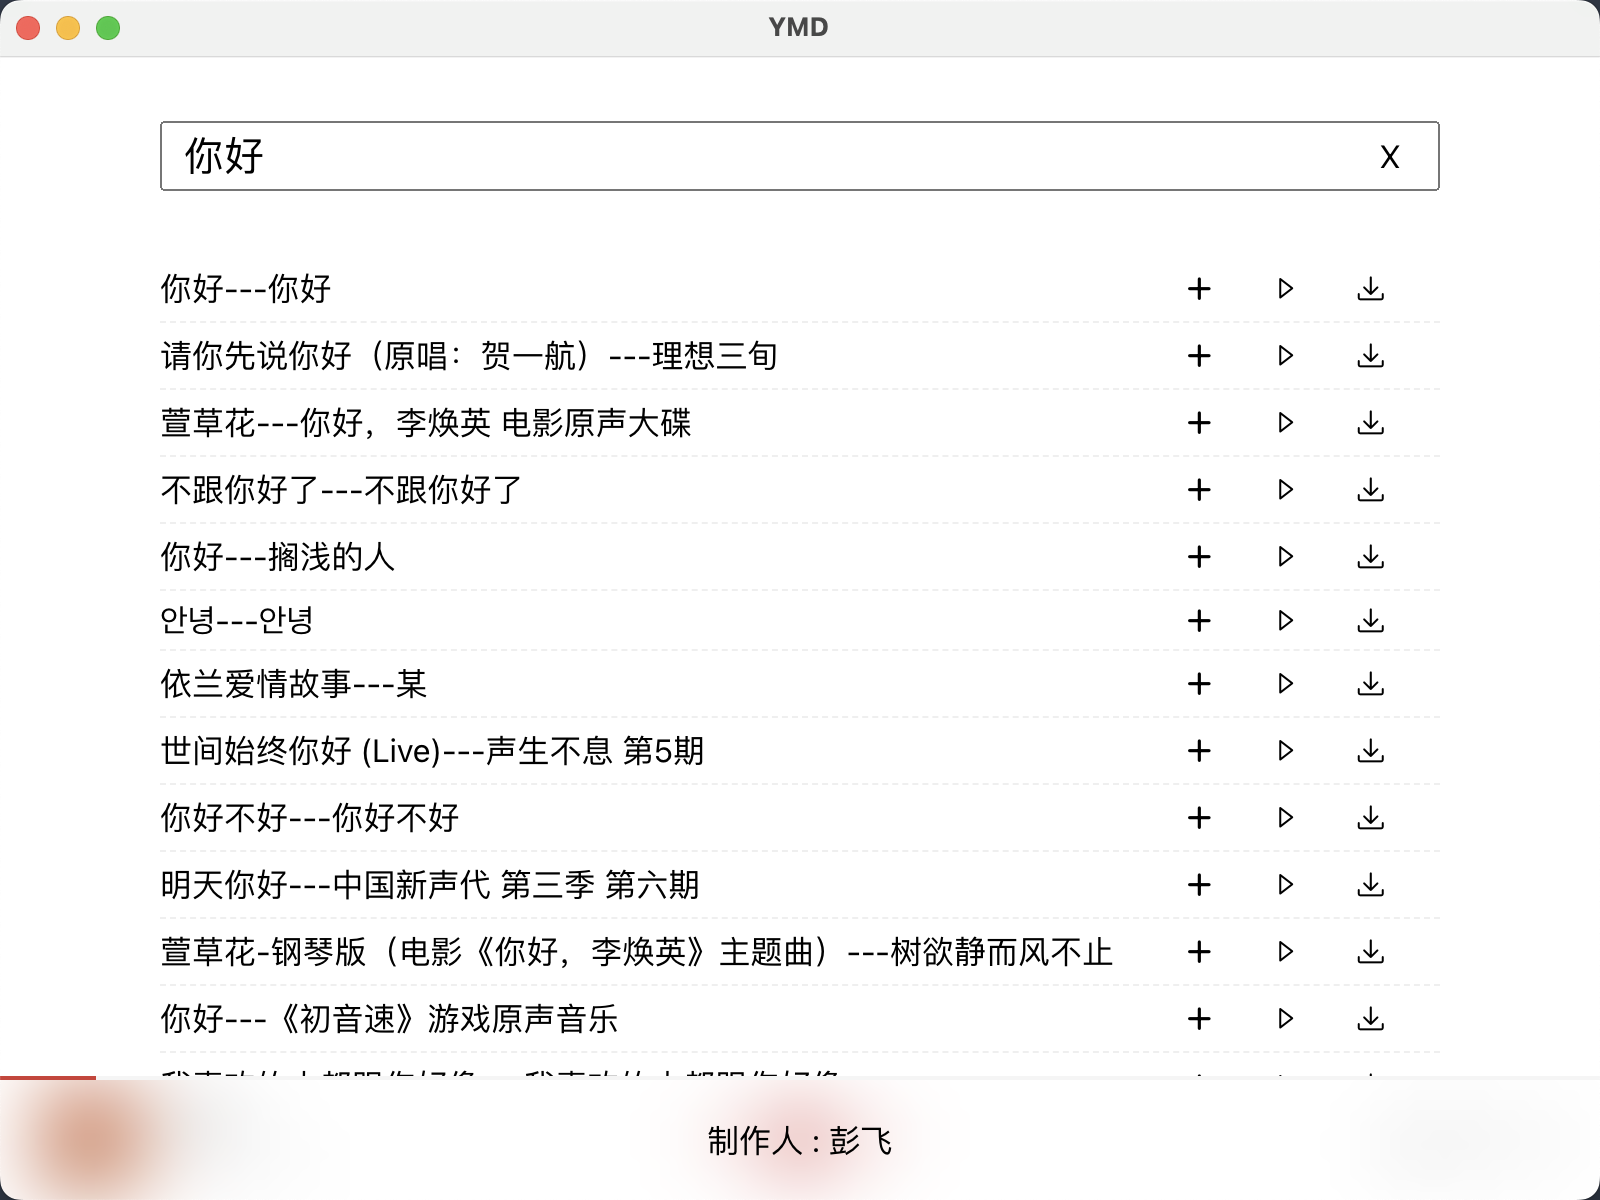 YMD
你好 X
你好---你好
请你先说你好（原唱：贺一航）---理想三旬
萱草花---你好，李焕英 电影原声大碟
不跟你好了---不跟你好了
你好---搁浅的人
안녕---안녕
依兰爱情故事---某
世间始终你好 (Live)---声生不息 第5期
你好不好---你好不好
明天你好---中国新声代 第三季 第六期
萱草花-钢琴版（电影《你好，李焕英》主题曲）---树欲静而风不止
你好---《初音速》游戏原声音乐
制作人 : 彭飞